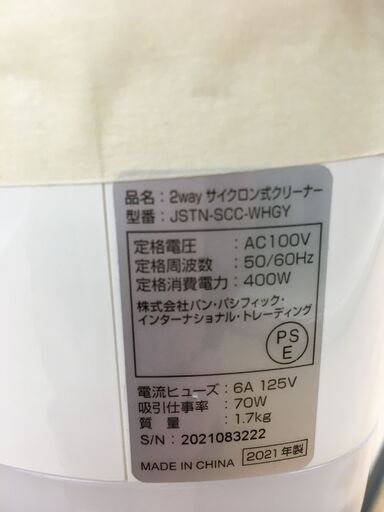 品名：2way サイクロン式クリーナー
型番：JSTN-SCC-WHGY
定格電圧　　：AC100V
定格周波数　：50/60Hz
定格消費電力：400W
株式会社パン・パシフィック・
インターナショナル・トレーディング
PS
E
電流ヒューズ：6A 125V
吸引仕事率：70W
質　　量　：1.7kg
S/N：2021083222
MADE IN CHINA　2021年製